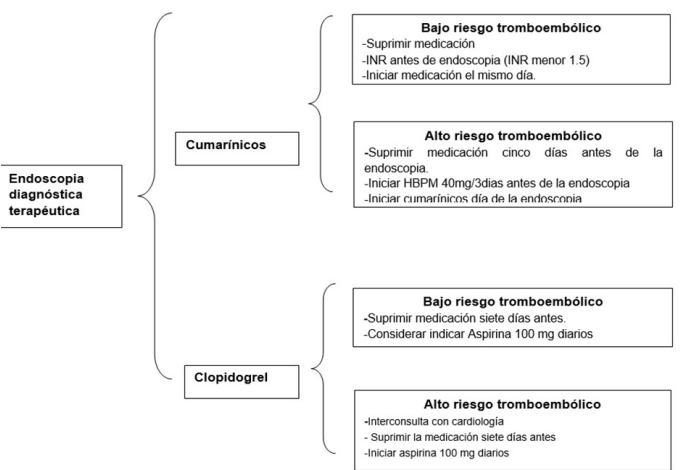 Endoscopia
diagnóstica
terapéutica
Cumarínicos
Bajo riesgo tromboembólico
-Suprimir medicación
-INR antes de endoscopia (INR menor 1.5)
-Iniciar medicación el mismo día.
Alto riesgo tromboembólico
-Suprimir medicación cinco días antes de la
endoscopia.
-Iniciar HBPM 40mg/3dias antes de la endoscopia
-Iniciar cumarínicos día de la endoscopia
Clopidogrel
Bajo riesgo tromboembólico
-Suprimir medicación siete días antes.
-Considerar indicar Aspirina 100 mg diarios
Alto riesgo tromboembólico
-Interconsulta con cardiología
- Suprimir la medicación siete días antes
-Iniciar aspirina 100 mg diarios